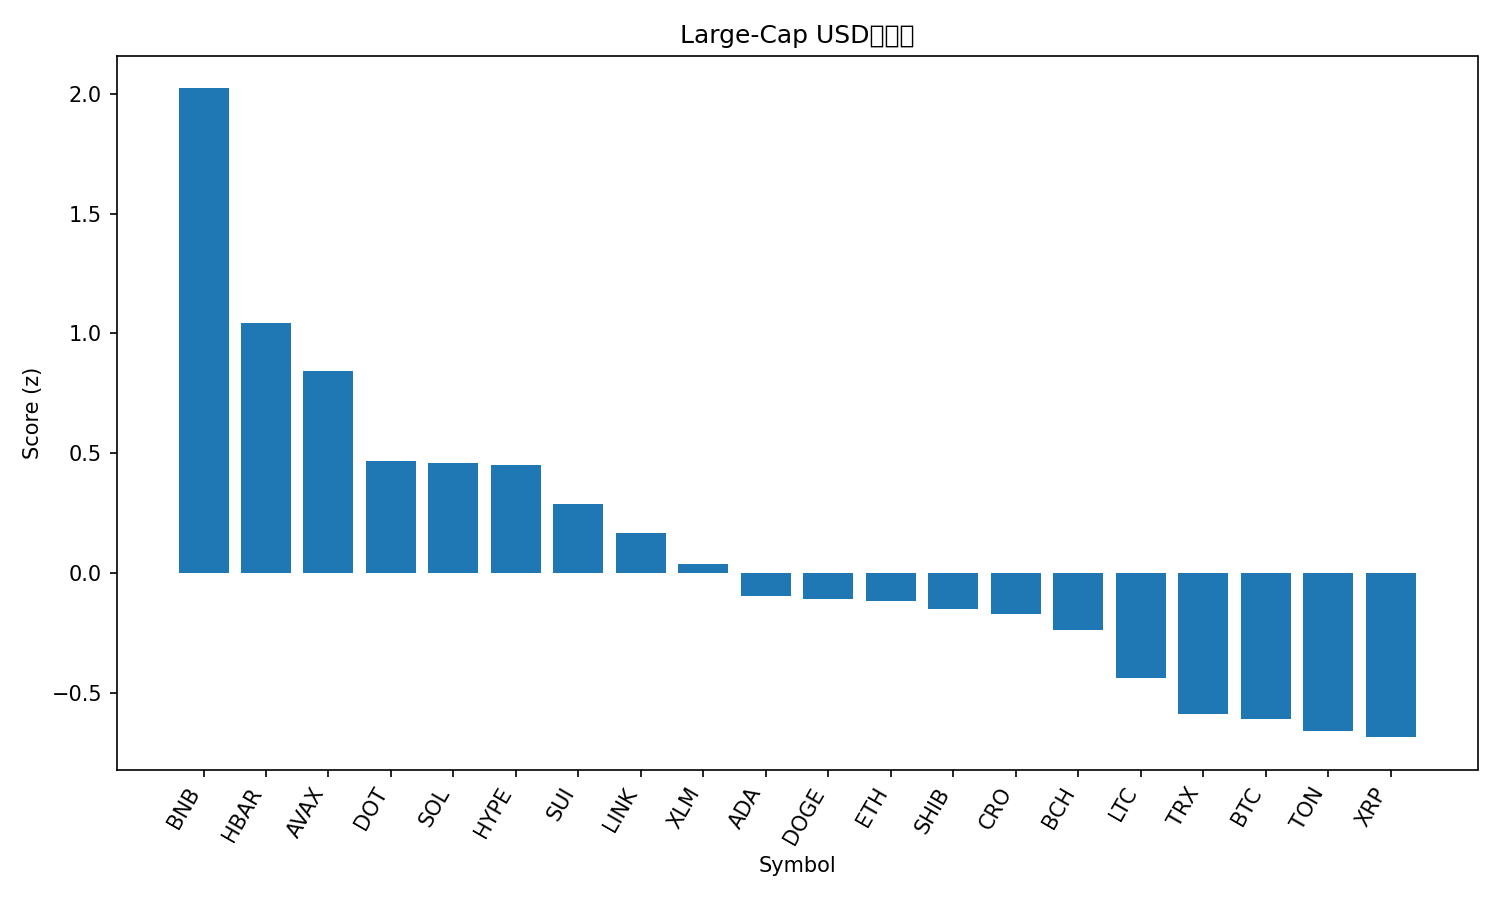 Large-Cap USD
Score (z)
2.0
1.5
1.0
0.5
0.0
−0.5
BNB
HBAR
AVAX
DOT
SOL
HYPE
SUI
LINK
XLM
ADA
DOGE
ETH
SHIB
CRO
BCH
LTC
TRX
BTC
TON
XRP
Symbol